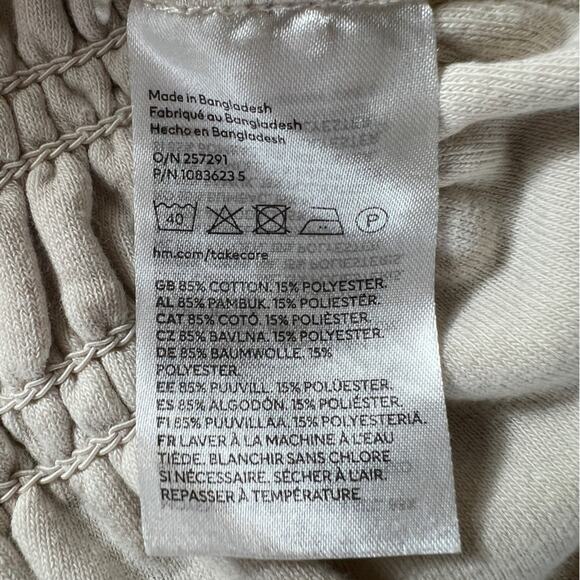 Made in Bangladesh
Fabriqué au Bangladesh
Hecho en Bangladesh
O/N 257291
P/N 1083623 5
40 P
hm.com/takecare
GB 85% COTTON. 15% POLYESTER.
AL 85% PAMBUK. 15% POLIESTËR.
CAT 85% COTÓ. 15% POLIÈSTER.
CZ 85% BAVLNA. 15% POLYESTER.
DE 85% BAUMWOLLE. 15%
POLYESTER.
EE 85% PUUVILL. 15% POLÜESTER.
ES 85% ALGODÓN. 15% POLIÉSTER.
FI 85% PUUVILLAA. 15% POLYESTERIA.
FR LAVER À LA MACHINE À L'EAU
TIÈDE. BLANCHIR SANS CHLORE
SI NÉCESSAIRE. SÉCHER À L'AIR.
REPASSER À TEMPÉRATURE